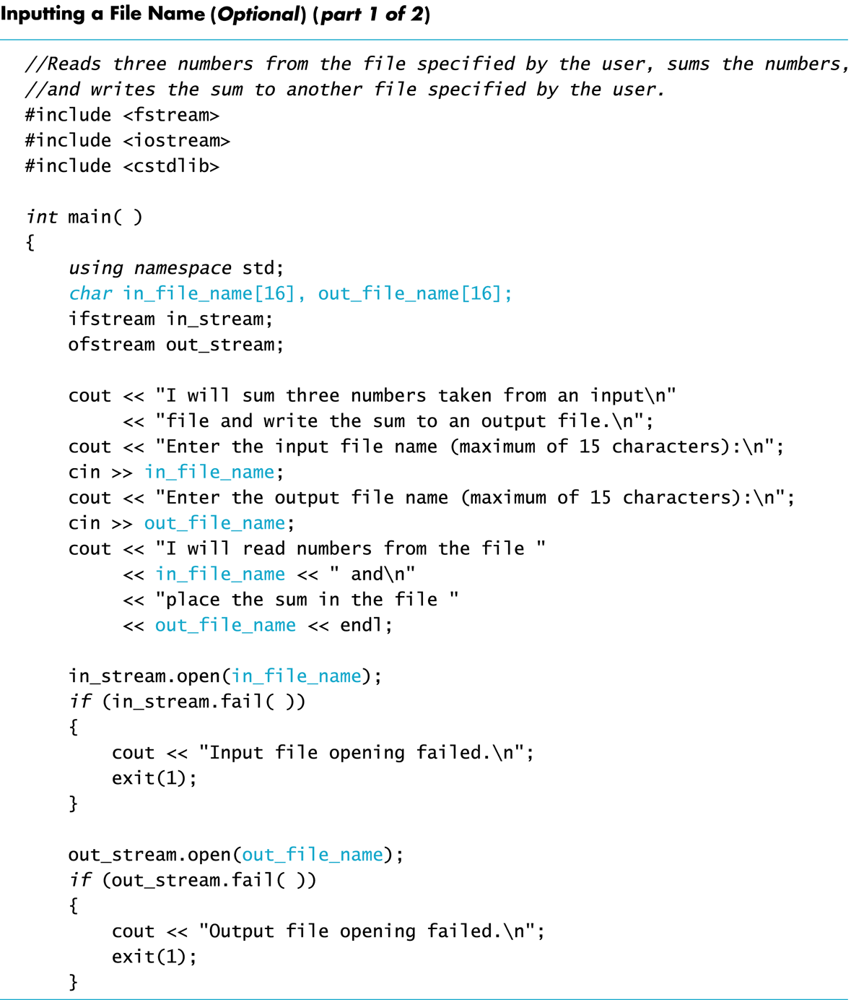 Inputting a File Name (Optional) (part 1 of 2)
//Reads three numbers from the file specified by the user, sums the numbers,
//and writes the sum to another file specified by the user.
#include <fstream>
#include <iostream>
#include <cstdlib>
int main( )
{
using namespace std;
char in_file_name[16], out_file_name[16];
ifstream in_stream;
ofstream out_stream;
cout << "I will sum three numbers taken from an input\n"
<< "file and write the sum to an output file.\n";
cout << "Enter the input file name (maximum of 15 characters):\n";
cin >> in_file_name;
cout << "Enter the output file name (maximum of 15 characters):\n";
cin >> out_file_name;
cout << "I will read numbers from the file "
<< in_file_name << " and\n"
<< "place the sum in the file "
<< out_file_name << endl;
in_stream.open(in_file_name);
if (in_stream.fail( ))
{
cout << "Input file opening failed.\n";
exit(1);
}
out_stream.open(out_file_name);
if (out_stream.fail( ))
{
cout << "Output file opening failed.\n";
exit(1);
}